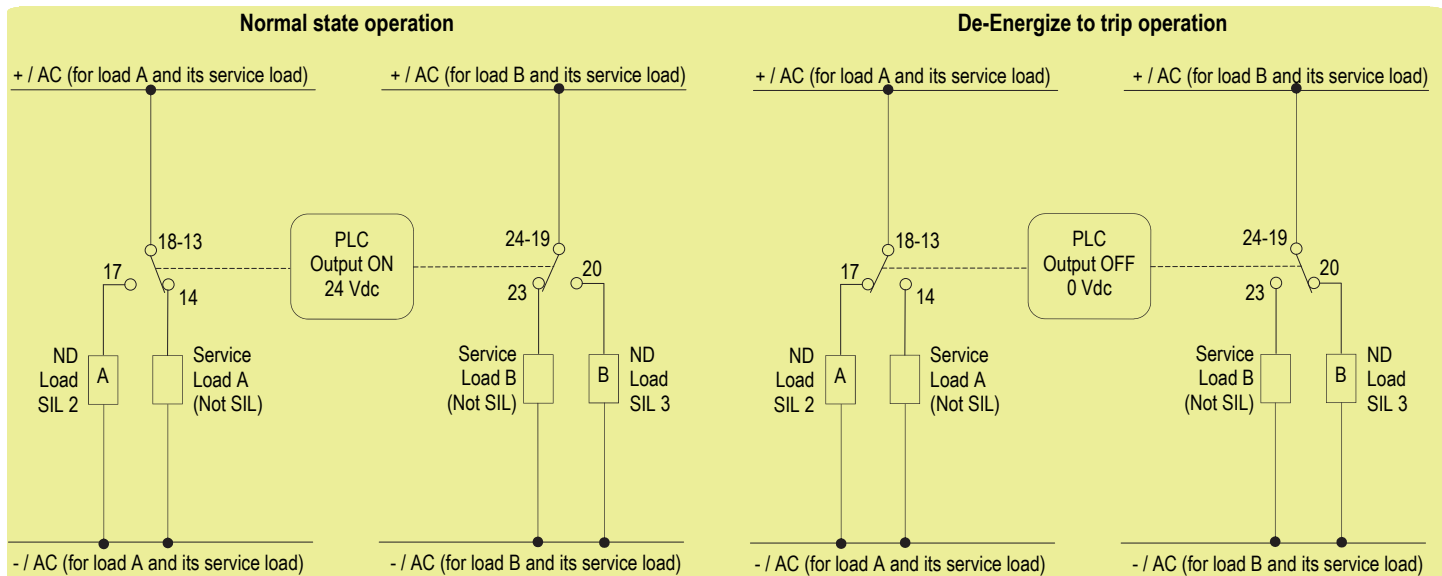 Normal state operation
+ / AC (for load A and its service load)
+ / AC (for load B and its service load)
18-13
17
14
PLC
Output ON
24 Vdc
24-19
23
20
ND
Load
SIL 2
A
Service
Load A
(Not SIL)
Service
Load B
(Not SIL)
B
ND
Load
SIL 3
- / AC (for load A and its service load)
- / AC (for load B and its service load)
De-Energize to trip operation
+ / AC (for load A and its service load)
+ / AC (for load B and its service load)
18-13
17
14
PLC
Output OFF
0 Vdc
24-19
23
20
ND
Load
SIL 2
A
Service
Load A
(Not SIL)
Service
Load B
(Not SIL)
B
ND
Load
SIL 3
- / AC (for load A and its service load)
- / AC (for load B and its service load)